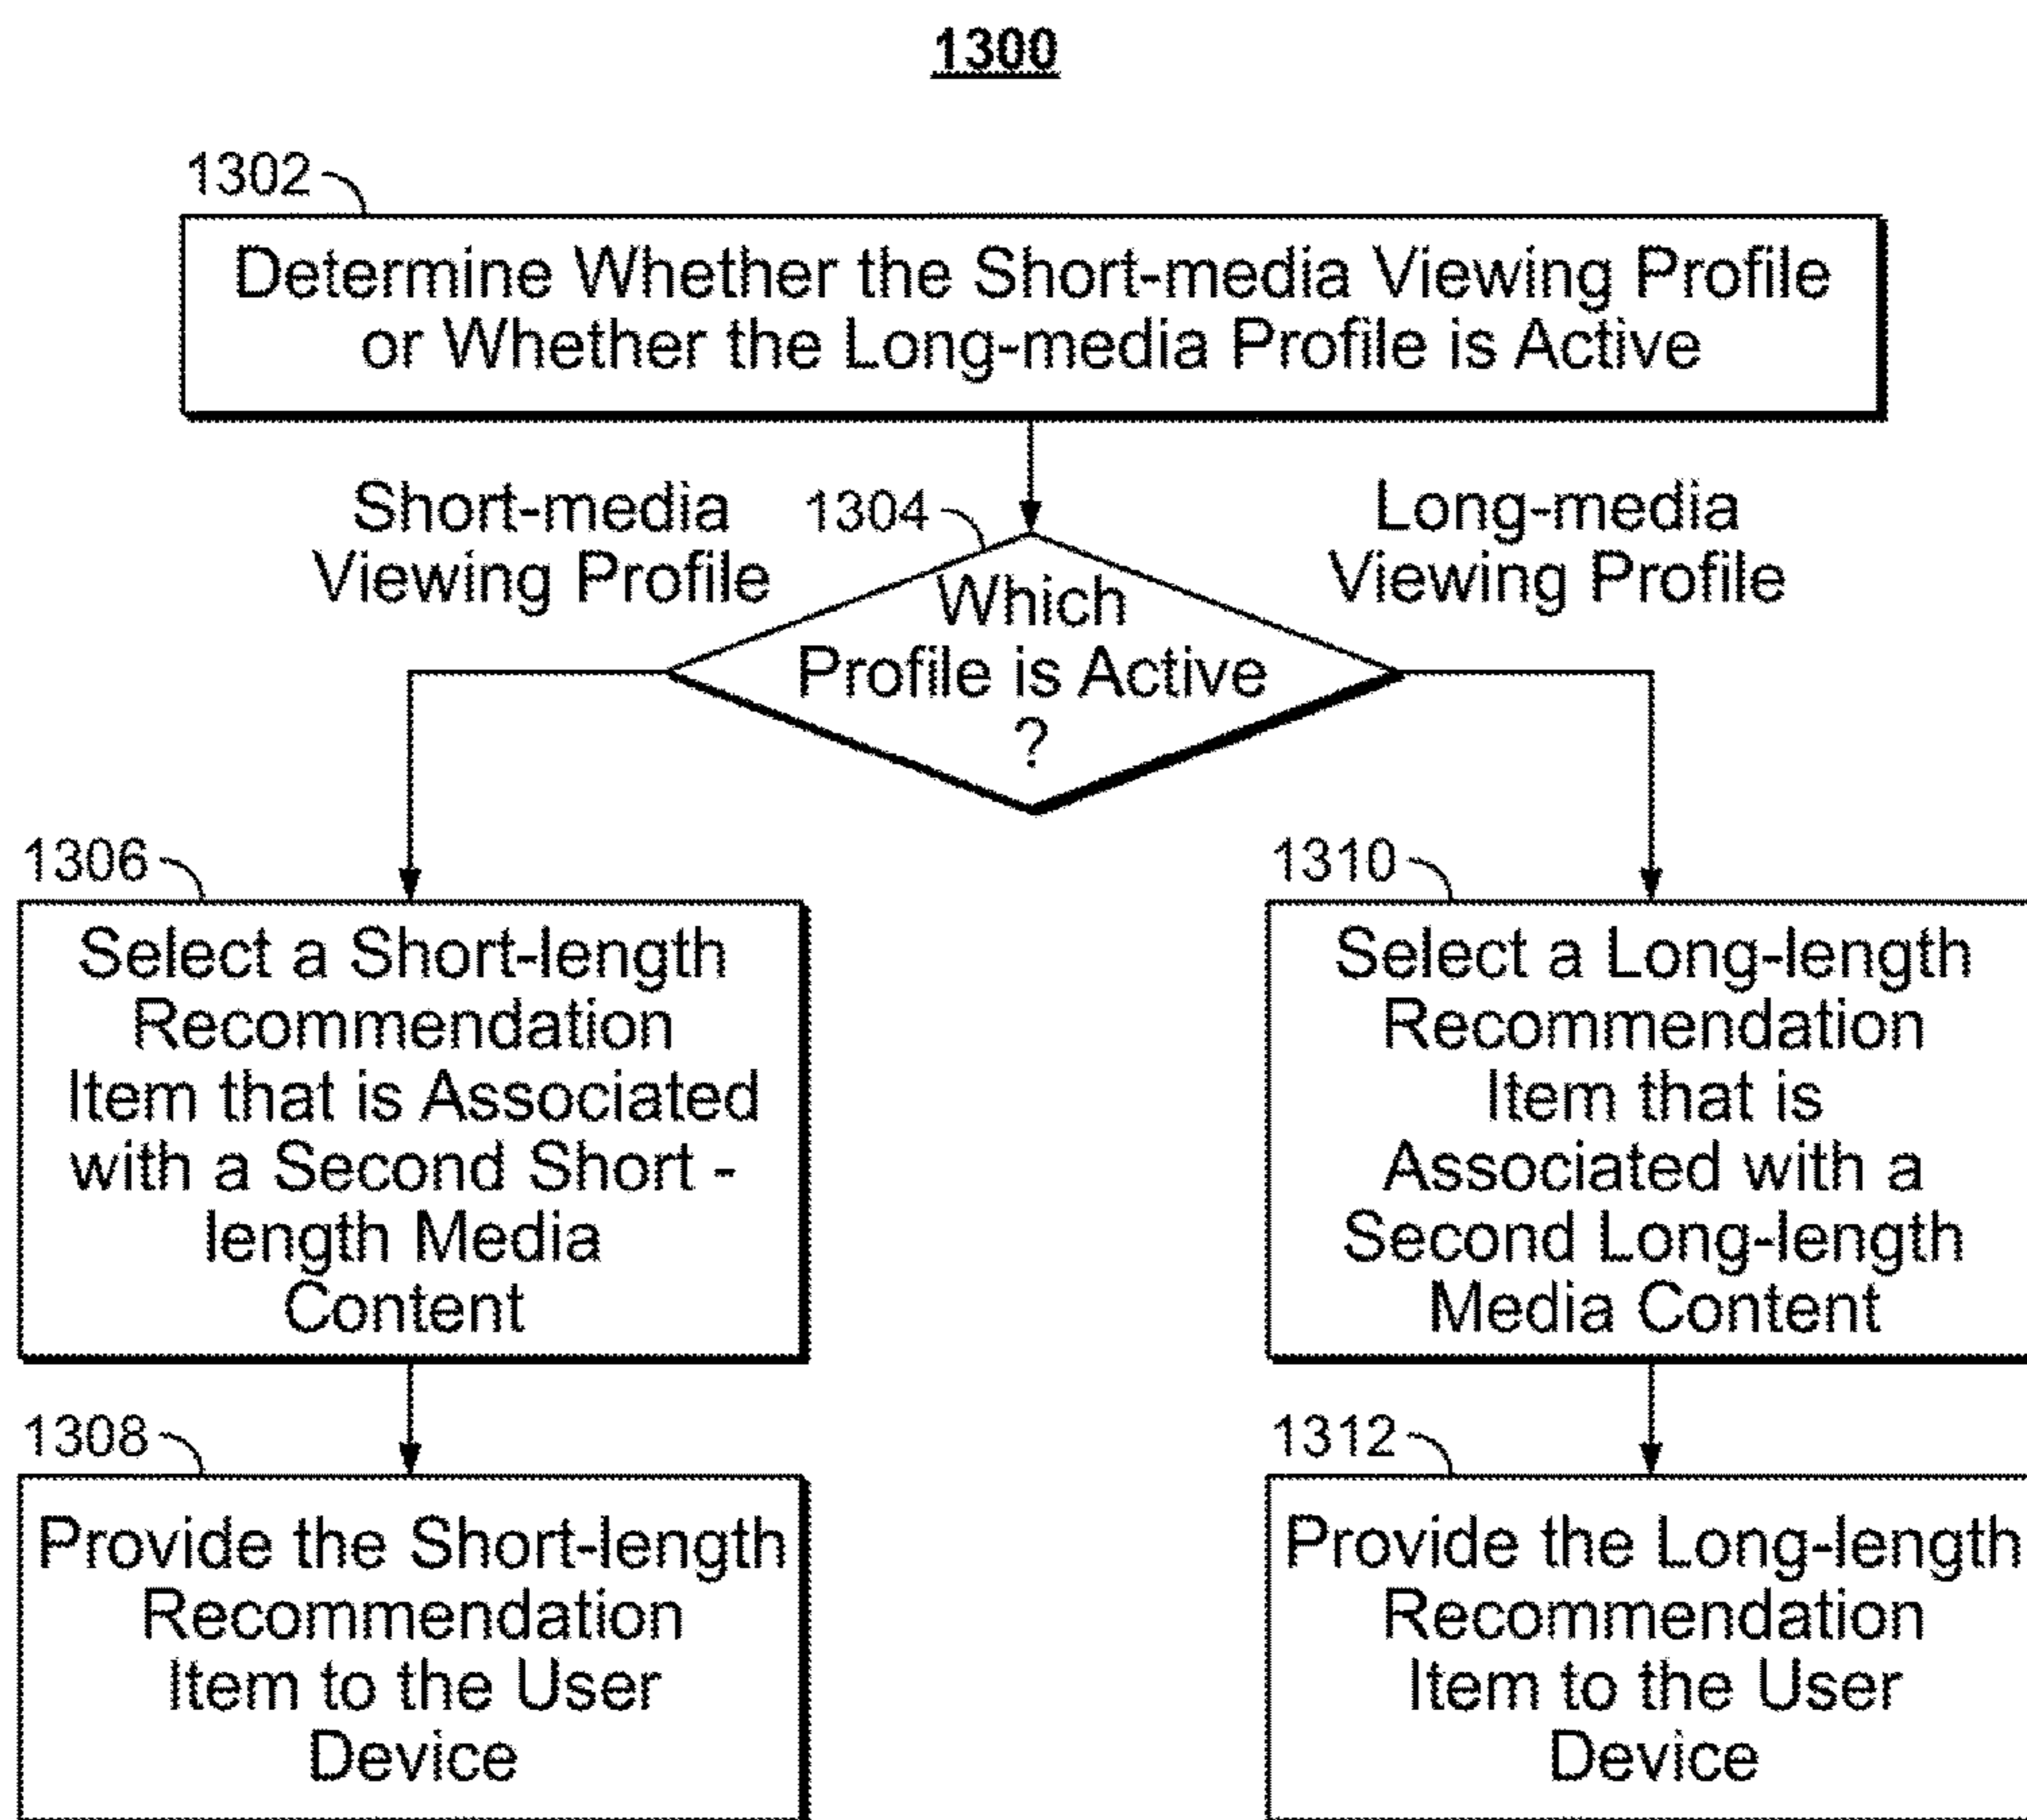 1300
1302
Determine Whether the Short-media Viewing Profile
or Whether the Long-media Profile is Active
Short-media
Viewing Profile
1304
Long-media
Viewing Profile
Which
Profile is Active
?
1306
Select a Short-length
Recommendation
Item that is Associated
with a Second Short -
length Media
Content
1310
Select a Long-length
Recommendation
Item that is
Associated with a
Second Long-length
Media Content
1308
Provide the Short-length
Recommendation
Item to the User
Device
1312
Provide the Long-length
Recommendation
Item to the User
Device